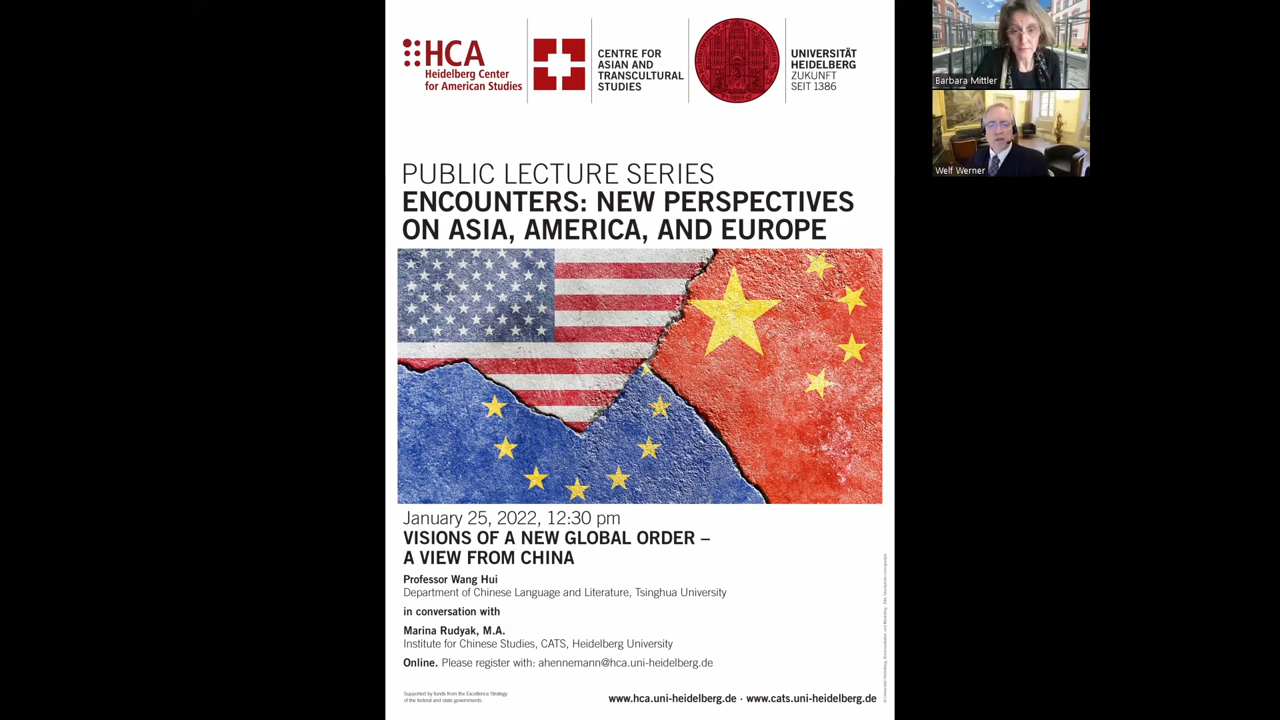 HCA
Heidelberg Center
for American Studies
CENTRE FOR
ASIAN AND
TRANSCULTURAL
STUDIES
UNIVERSITÄT
HEIDELBERG
ZUKUNFT
SEIT 1386
PUBLIC LECTURE SERIES
ENCOUNTERS: NEW PERSPECTIVES
ON ASIA, AMERICA, AND EUROPE
January 25, 2022, 12:30 pm
VISIONS OF A NEW GLOBAL ORDER –
A VIEW FROM CHINA
Professor Wang Hui
Department of Chinese Language and Literature, Tsinghua University
in conversation with
Marina Rudyak, M.A.
Institute for Chinese Studies, CATS, Heidelberg University
Online. Please register with: ahennemann@hca.uni-heidelberg.de
Supported by funds from the Excellence Strategy
of the federal and state governments.
www.hca.uni-heidelberg.de · www.cats.uni-heidelberg.de
Barbara Mittler
Welf Werner